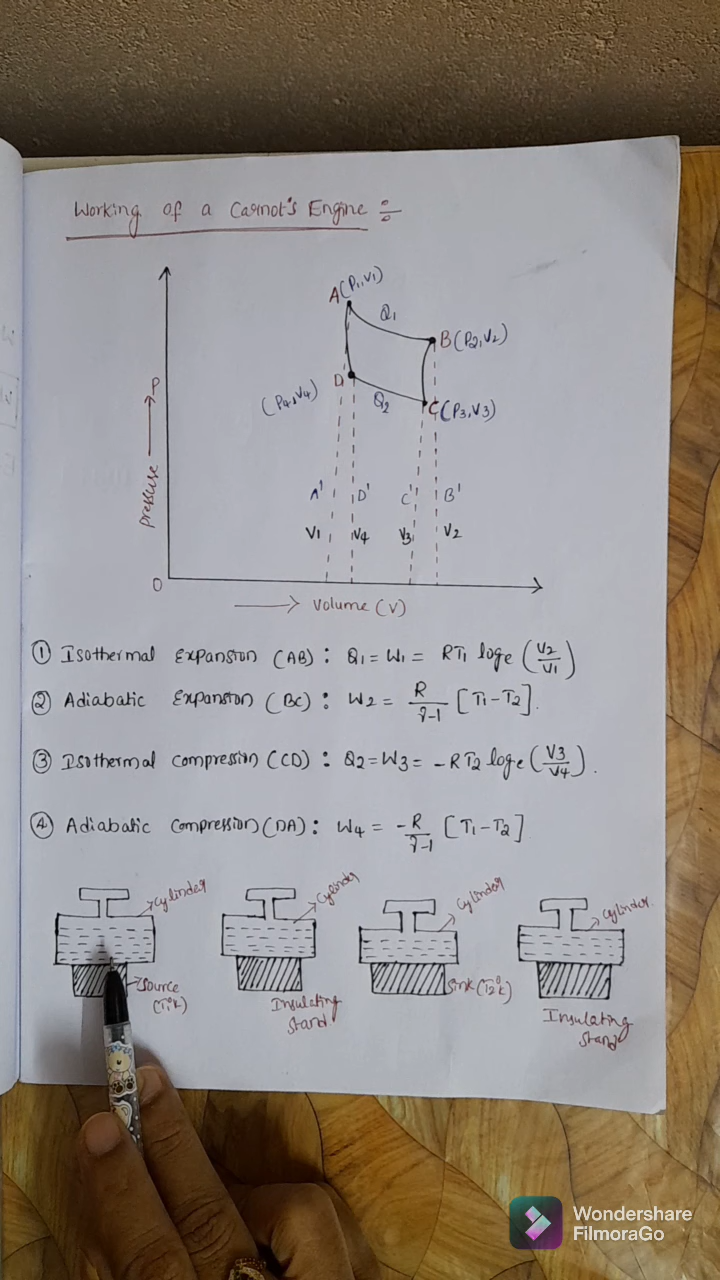 Working of a Carnot's Engine ÷
A(P1,V1)
Q1
B(P2,V2)
D
(P4,V4)
Q2
C(P3,V3)
pressure → P
A' D' C' B'
V1 V4 V3 V2
O
→ Volume (V)
① Isothermal Expansion (AB) : Q1 = W1 = RT1 loge (V2/V1)
② Adiabatic Expansion (BC) : W2 = R/γ-1 [T1-T2].
③ Isothermal compression (CD) : Q2=W3 = -RT2 loge (V3/V4).
④ Adiabatic compression (DA) : W4 = -R/γ-1 [T1-T2]
cylinder
cylinder
cylinder
cylinder.
source
(T1°k)
Insulating
stand
sink (T2°k)
Insulating
stand
Wondershare
FilmoraGo